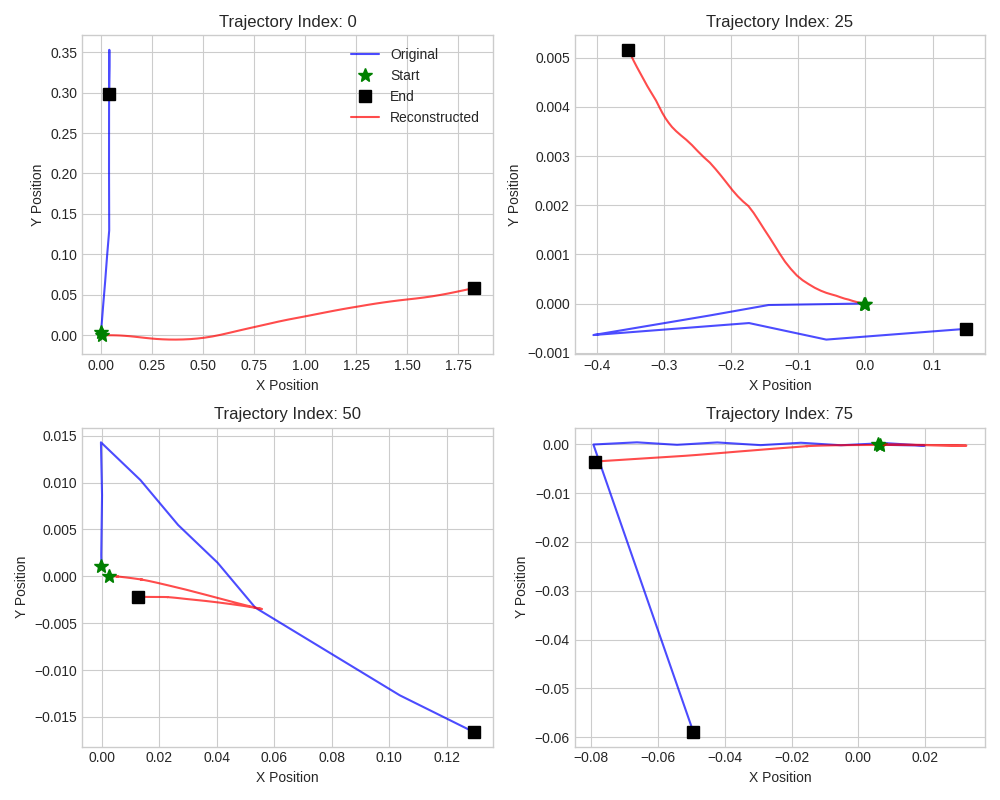 Trajectory Index: 0
0.35
0.30
0.25
0.20
0.15
0.10
0.05
0.00
Y Position
0.00 0.25 0.50 0.75 1.00 1.25 1.50 1.75
X Position
Original
Start
End
Reconstructed
Trajectory Index: 25
0.005
0.004
0.003
0.002
0.001
0.000
−0.001
Y Position
−0.4 −0.3 −0.2 −0.1 0.0 0.1
X Position
Trajectory Index: 50
0.015
0.010
0.005
0.000
−0.005
−0.010
−0.015
Y Position
0.00 0.02 0.04 0.06 0.08 0.10 0.12
X Position
Trajectory Index: 75
0.00
−0.01
−0.02
−0.03
−0.04
−0.05
−0.06
Y Position
−0.08 −0.06 −0.04 −0.02 0.00 0.02
X Position